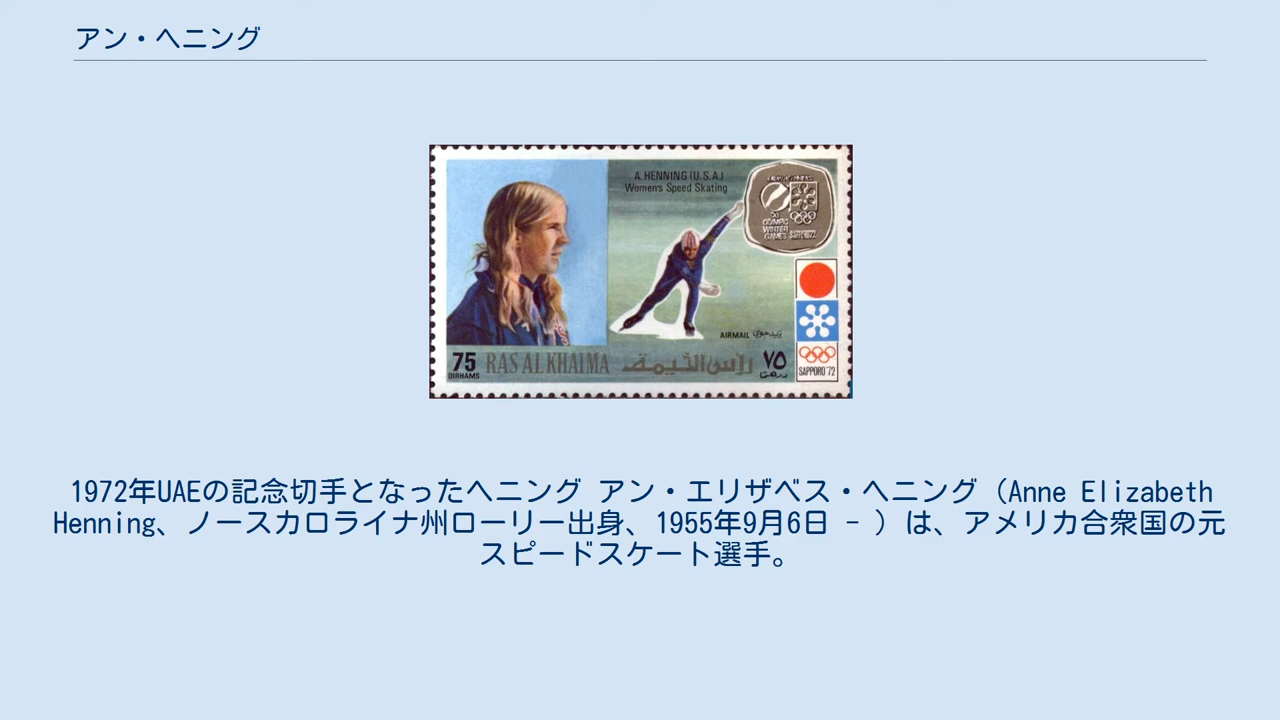 アン・ヘニング
A.HENNING (U.S.A.)
Women's Speed Skating
XI
OLYMPIC
WINTER
GAMES
AIRMAIL
75
DIRHAMS
RAS AL KHAIMA
رأس الخيمة
٧٥
SAPPORO '72
1972年UAEの記念切手となったヘニング アン・エリザベス・ヘニング（Anne Elizabeth
Henning、ノースカロライナ州ローリー出身、1955年9月6日 - ）は、アメリカ合衆国の元
スピードスケート選手。